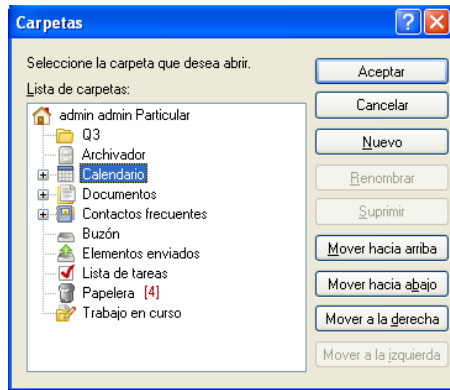 Carpetas
Seleccione la carpeta que desea abrir.
Lista de carpetas:
admin admin Particular
Q3
Archivador
Calendario
Documentos
Contactos frecuentes
Buzón
Elementos enviados
Lista de tareas
Papelera [4]
Trabajo en curso
Aceptar
Cancelar
Nuevo
Renombrar
Suprimir
Mover hacia arriba
Mover hacia abajo
Mover a la derecha
Mover a la izquierda